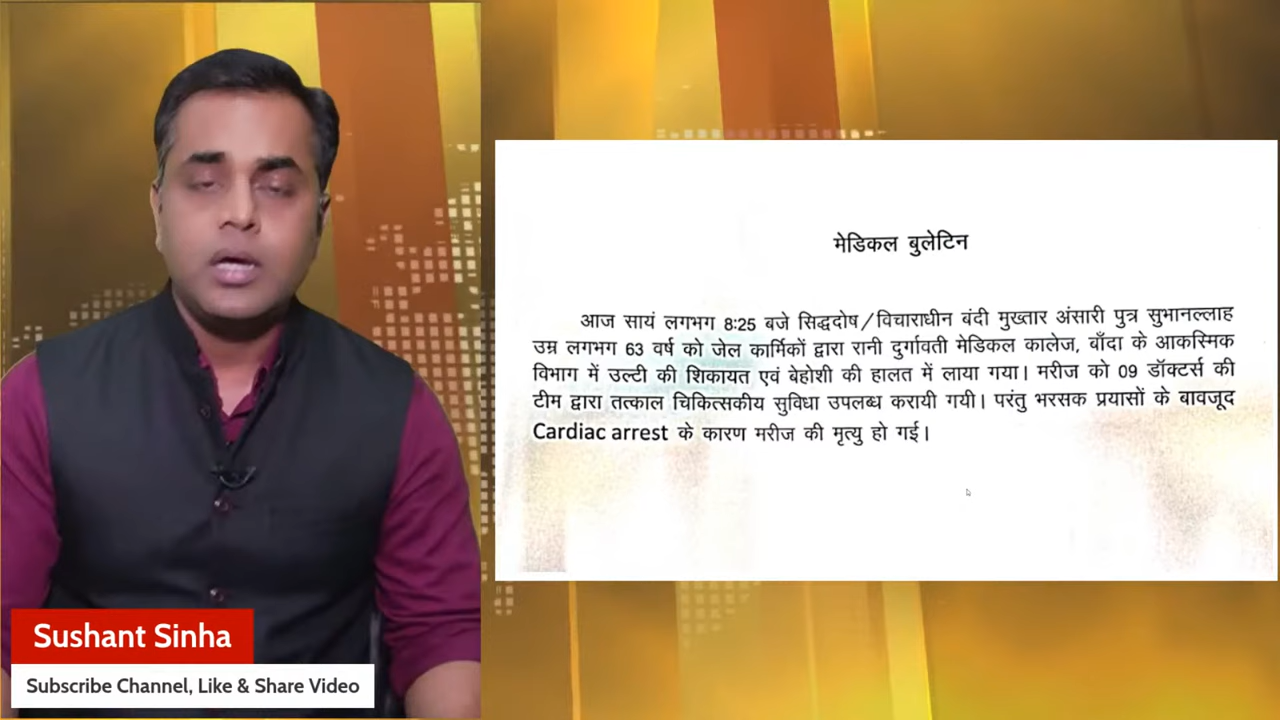 मेडिकल बुलेटिन
आज सायं लगभग 8:25 बजे सिद्धदोष/विचाराधीन बंदी मुख्तार अंसारी पुत्र सुभानल्लाह
उम्र लगभग 63 वर्ष को जेल कार्मिकों द्वारा रानी दुर्गावती मेडिकल कालेज, बाँदा के आकस्मिक
विभाग में उल्टी की शिकायत एवं बेहोशी की हालत में लाया गया। मरीज को 09 डॉक्टर्स की
टीम द्वारा तत्काल चिकित्सकीय सुविधा उपलब्ध करायी गयी। परंतु भरसक प्रयासों के बावजूद
Cardiac arrest के कारण मरीज की मृत्यु हो गई।
Sushant Sinha
Subscribe Channel, Like & Share Video